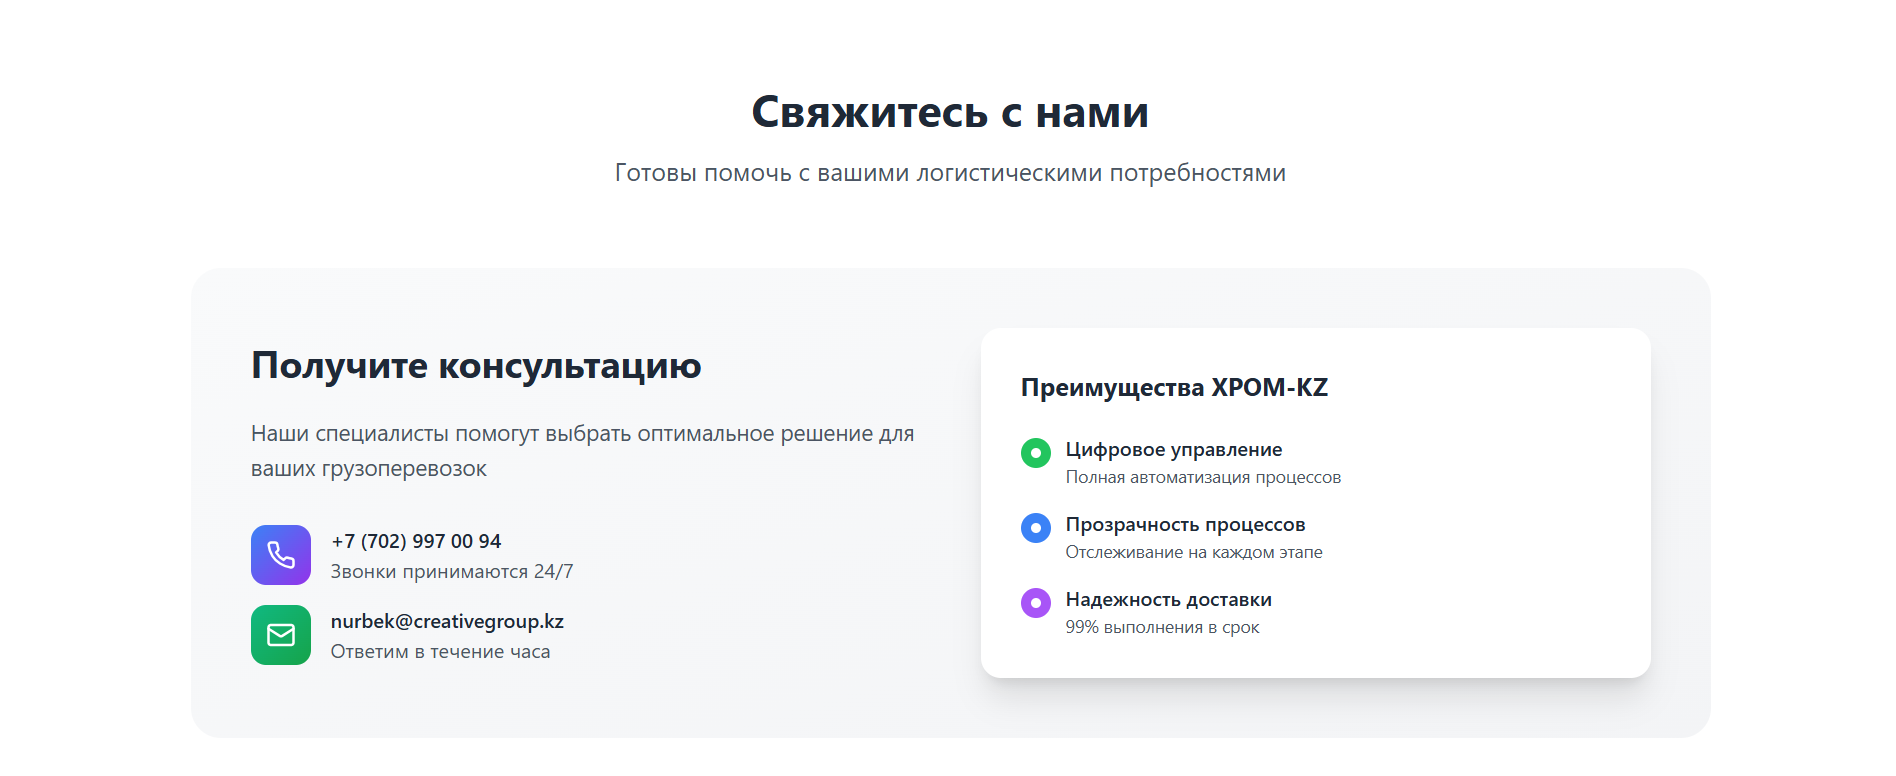 Свяжитесь с нами
Готовы помочь с вашими логистическими потребностями
Получите консультацию
Наши специалисты помогут выбрать оптимальное решение для
ваших грузоперевозок
+7 (702) 997 00 94
Звонки принимаются 24/7
nurbek@creativegroup.kz
Ответим в течение часа
Преимущества ХРОМ-KZ
Цифровое управление
Полная автоматизация процессов
Прозрачность процессов
Отслеживание на каждом этапе
Надежность доставки
99% выполнения в срок